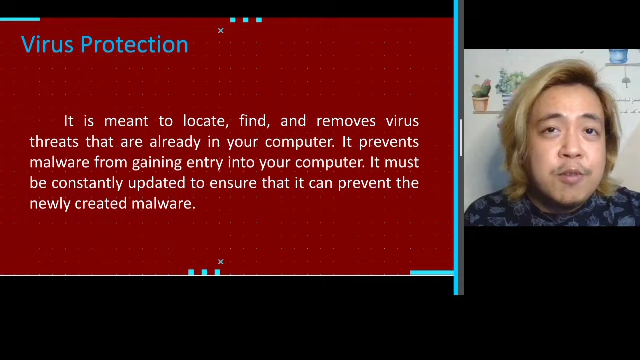 Virus Protection
It is meant to locate, find, and removes virus
threats that are already in your computer. It prevents
malware from gaining entry into your computer. It must
be constantly updated to ensure that it can prevent the
newly created malware.